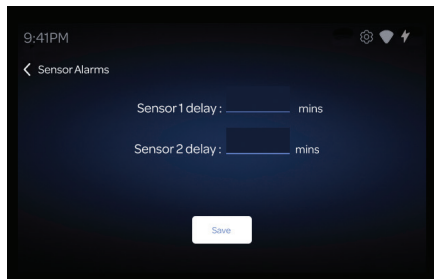 9:41PM
Sensor Alarms
Sensor 1 delay : mins
Sensor 2 delay : mins
Save